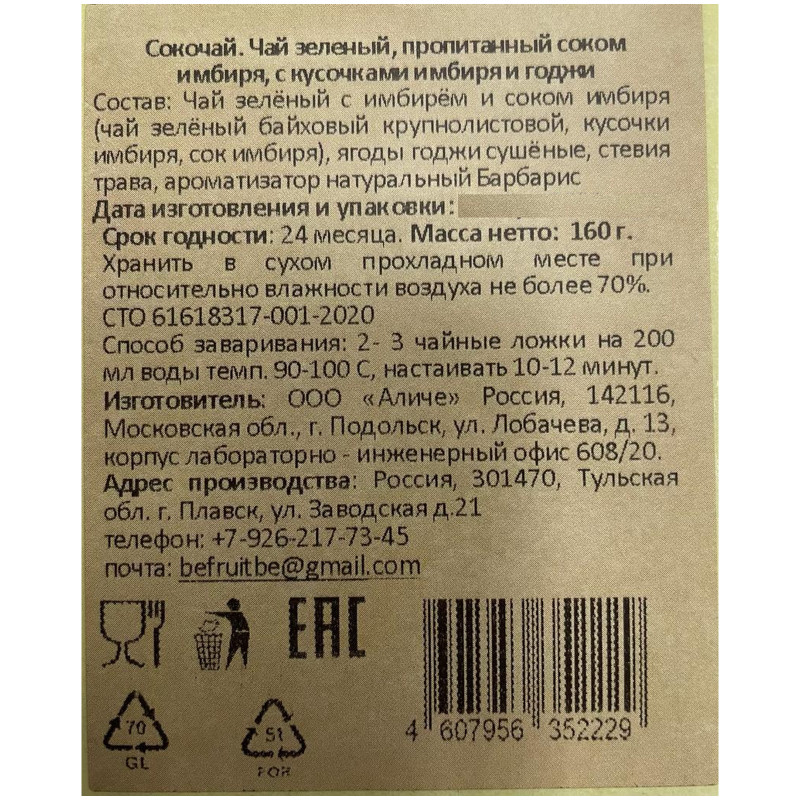 Сокочай. Чай зеленый, пропитанный соком
имбиря, с кусочками имбиря и годжи
Состав: Чай зелёный с имбирём и соком имбиря
(чай зелёный байховый крупнолистовой, кусочки
имбиря, сок имбиря), ягоды годжи сушёные, стевия
трава, ароматизатор натуральный Барбарис
Дата изготовления и упаковки:
Срок годности: 24 месяца. Масса нетто: 160 г.
Хранить в сухом прохладном месте при
относительно влажности воздуха не более 70%.
СТО 61618317-001-2020
Способ заваривания: 2- 3 чайные ложки на 200
мл воды темп. 90-100 С, настаивать 10-12 минут.
Изготовитель: ООО «Аличе» Россия, 142116,
Московская обл., г. Подольск, ул. Лобачева, д. 13,
корпус лабораторно - инженерный офис 608/20.
Адрес производства: Россия, 301470, Тульская
обл. г. Плавск, ул. Заводская д.21
телефон: +7-926-217-73-45
почта: befruitbe@gmail.com
EAC
70
GL
51
FOR
4 607956 352229